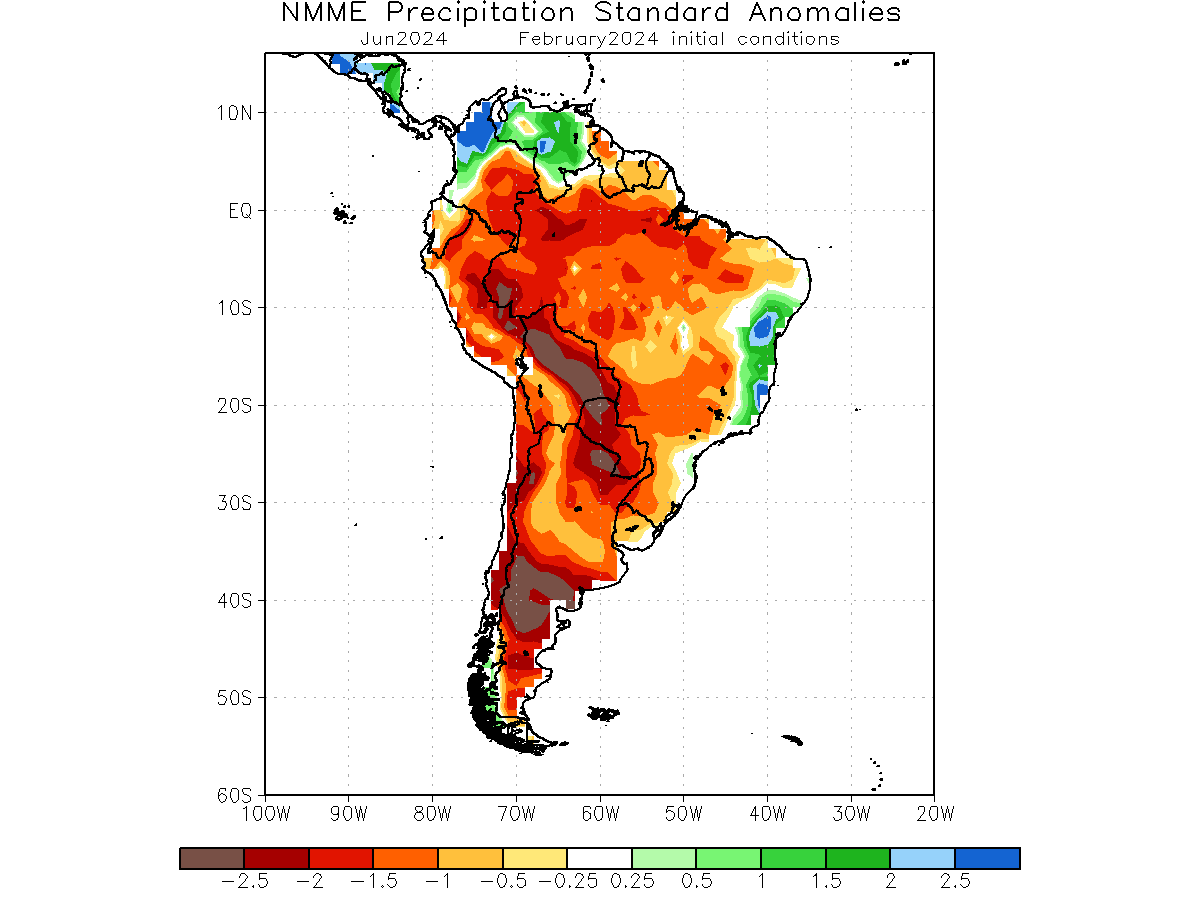 NMME Precipitation Standard Anomalies
Jun2024 February2024 initial conditions
10N
EQ
10S
20S
30S
40S
50S
60S
100W 90W 80W 70W 60W 50W 40W 30W 20W
-2.5 -2 -1.5 -1 -0.5 -0.25 0.25 0.5 1 1.5 2 2.5